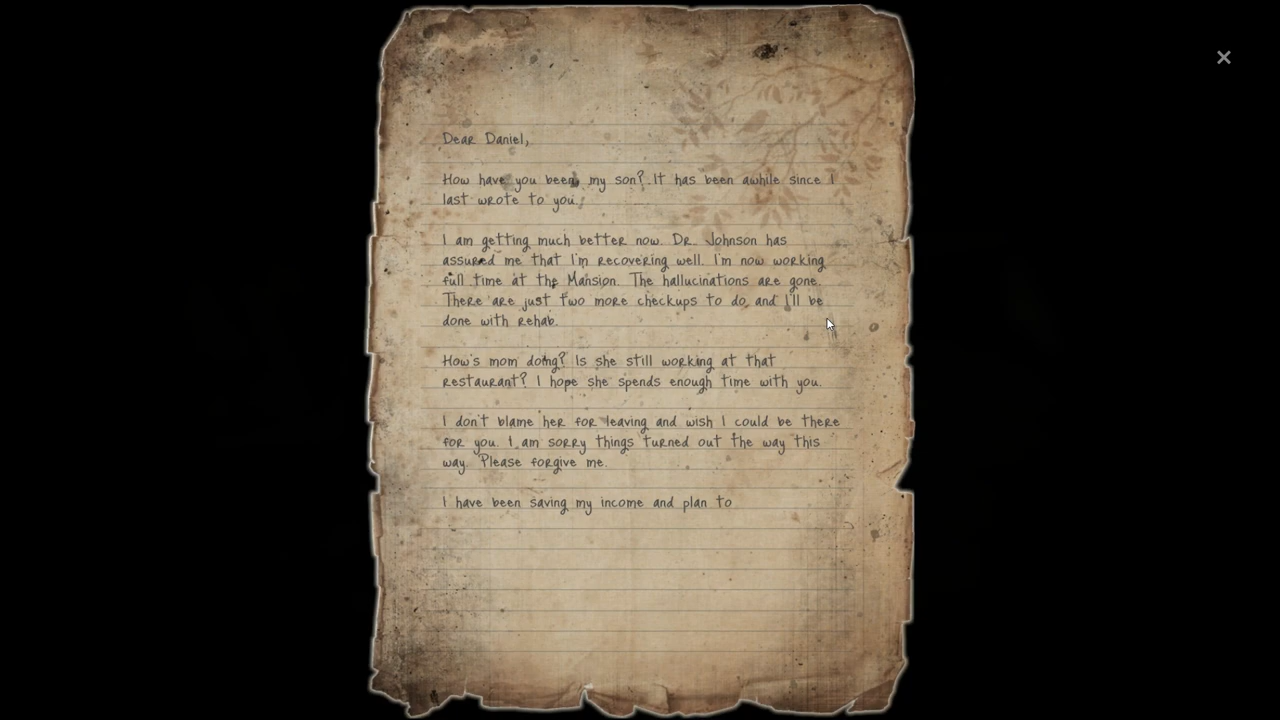 Dear Daniel,
How have you been, my son? It has been awhile since I
last wrote to you.
I am getting much better now. Dr. Johnson has
assured me that I'm recovering well. I'm now working
full time at the Mansion. The hallucinations are gone.
There are just two more checkups to do and I'll be
done with rehab.
How's mom doing? Is she still working at that
restaurant? I hope she spends enough time with you.
I don't blame her for leaving and wish I could be there
for you. I am sorry things turned out the way this
way. Please forgive me.
I have been saving my income and plan to